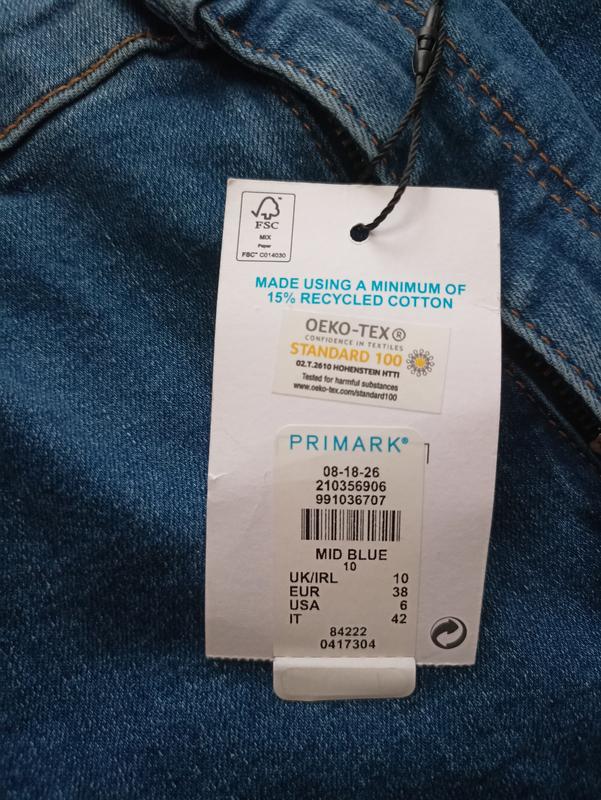 FSC
MIX
Paper
FSC™ C014030
MADE USING A MINIMUM OF
15% RECYCLED COTTON
OEKO-TEX®
CONFIDENCE IN TEXTILES
STANDARD 100
02.T.2610 HOHENSTEIN HTTI
Tested for harmful substances
www.oeko-tex.com/standard100
PRIMARK®
08-18-26
210356906
991036707
MID BLUE
10
UK/IRL 10
EUR 38
USA 6
IT 42
84222
0417304